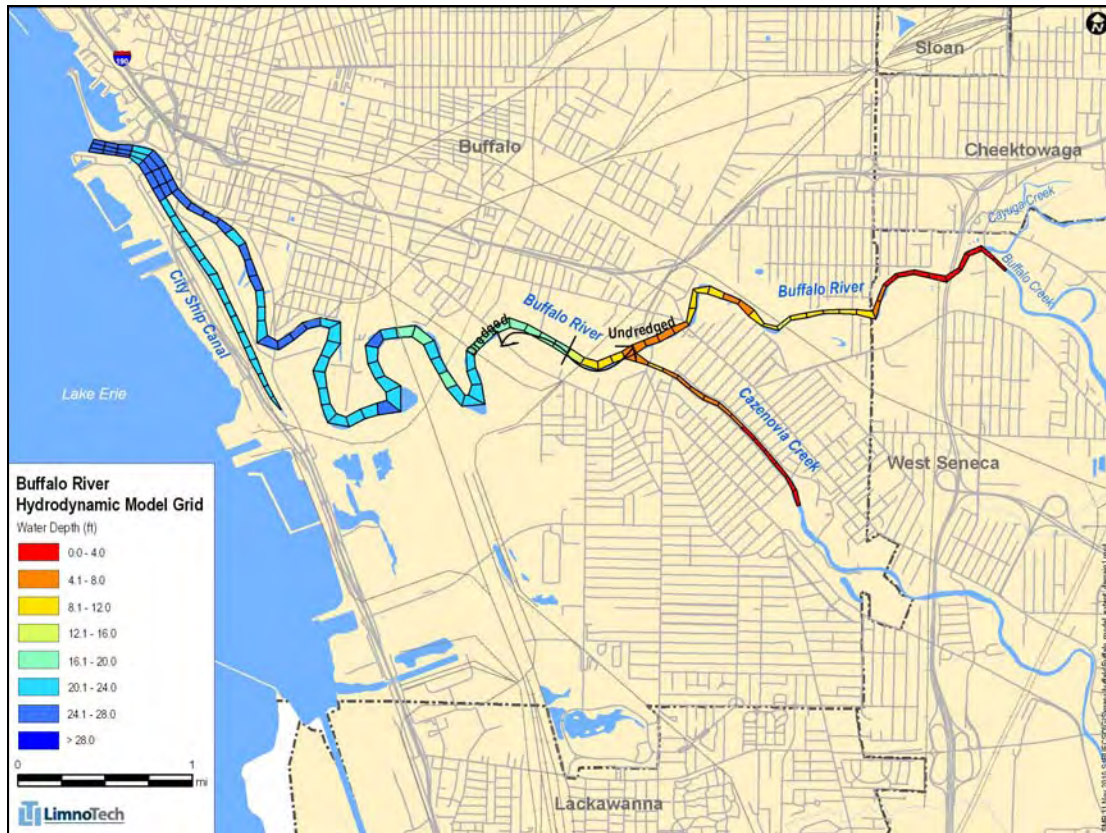 Sloan
190
Buffalo
Cheektowaga
Cayuga Creek
Buffalo Creek
Buffalo River
City Ship Canal
Dredged
Buffalo River
Undredged
Lake Erie
Cazenovia Creek
West Seneca
Buffalo River
Hydrodynamic Model Grid
Water Depth (ft)
0.0 - 4.0
4.1 - 8.0
8.1 - 12.0
12.1 - 16.0
16.1 - 20.0
20.1 - 24.0
24.1 - 28.0
> 28.0
0 1
mi
LimnoTech
Lackawanna
N